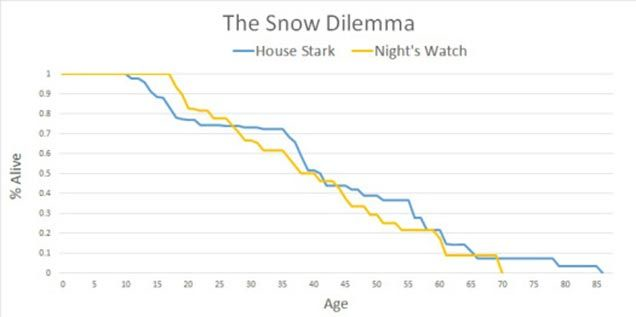 The Snow Dilemma
House Stark Night's Watch
1
0.9
0.8
0.7
0.6
0.5
0.4
0.3
0.2
0.1
0
% Alive
0 5 10 15 20 25 30 35 40 45 50 55 60 65 70 75 80 85
Age